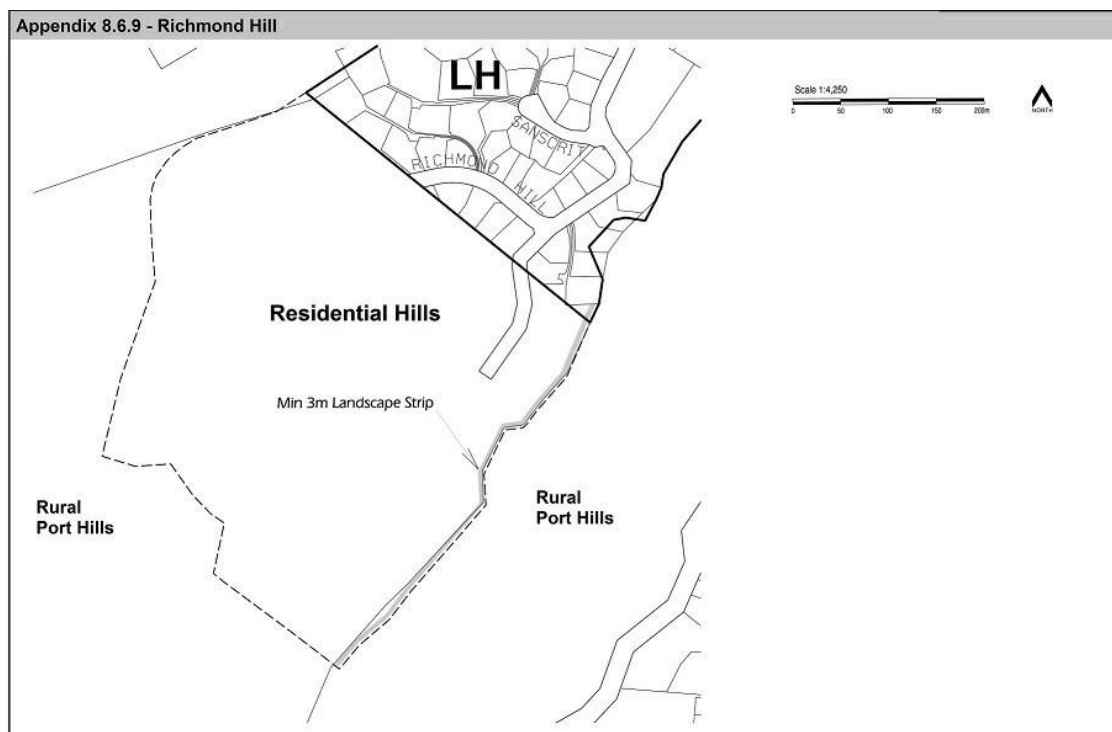 Appendix 8.6.9 - Richmond Hill
LH
Scale 1:4,250
0 50 100 150 200m
NORTH
SANSCRIT
RICHMOND HILL
Residential Hills
Min 3m Landscape Strip
Rural
Port Hills
Rural
Port Hills